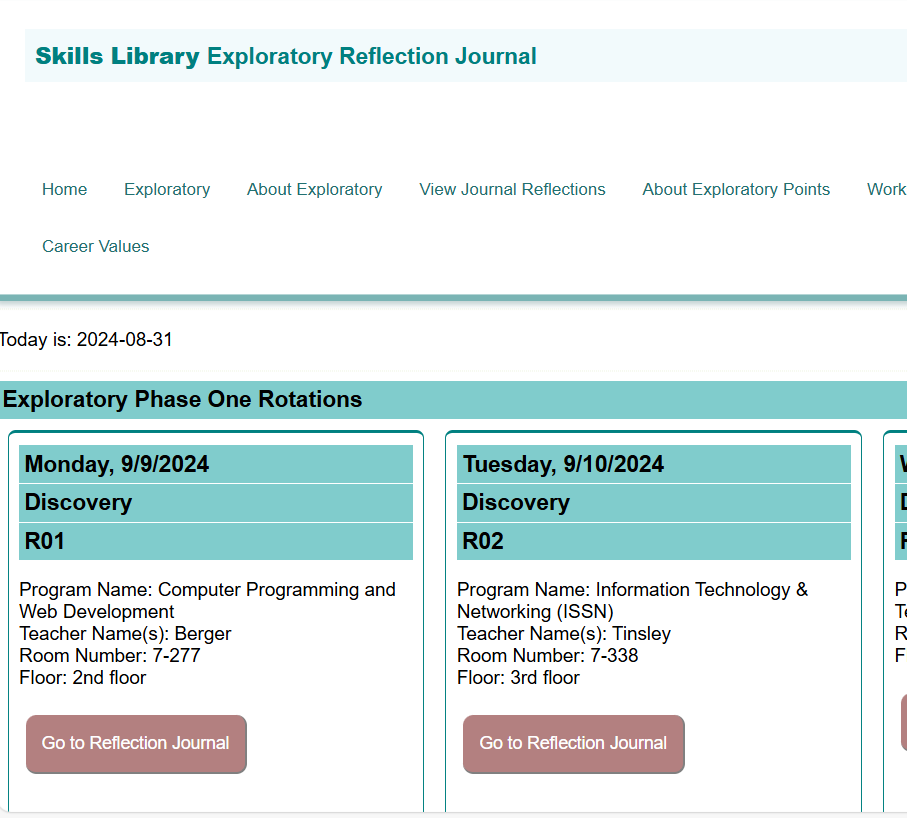 Skills Library Exploratory Reflection Journal
Home Exploratory About Exploratory View Journal Reflections About Exploratory Points Work
Career Values
Today is: 2024-08-31
Exploratory Phase One Rotations
Monday, 9/9/2024
Discovery
R01
Program Name: Computer Programming and
Web Development
Teacher Name(s): Berger
Room Number: 7-277
Floor: 2nd floor
Go to Reflection Journal
Tuesday, 9/10/2024
Discovery
R02
Program Name: Information Technology &
Networking (ISSN)
Teacher Name(s): Tinsley
Room Number: 7-338
Floor: 3rd floor
Go to Reflection Journal